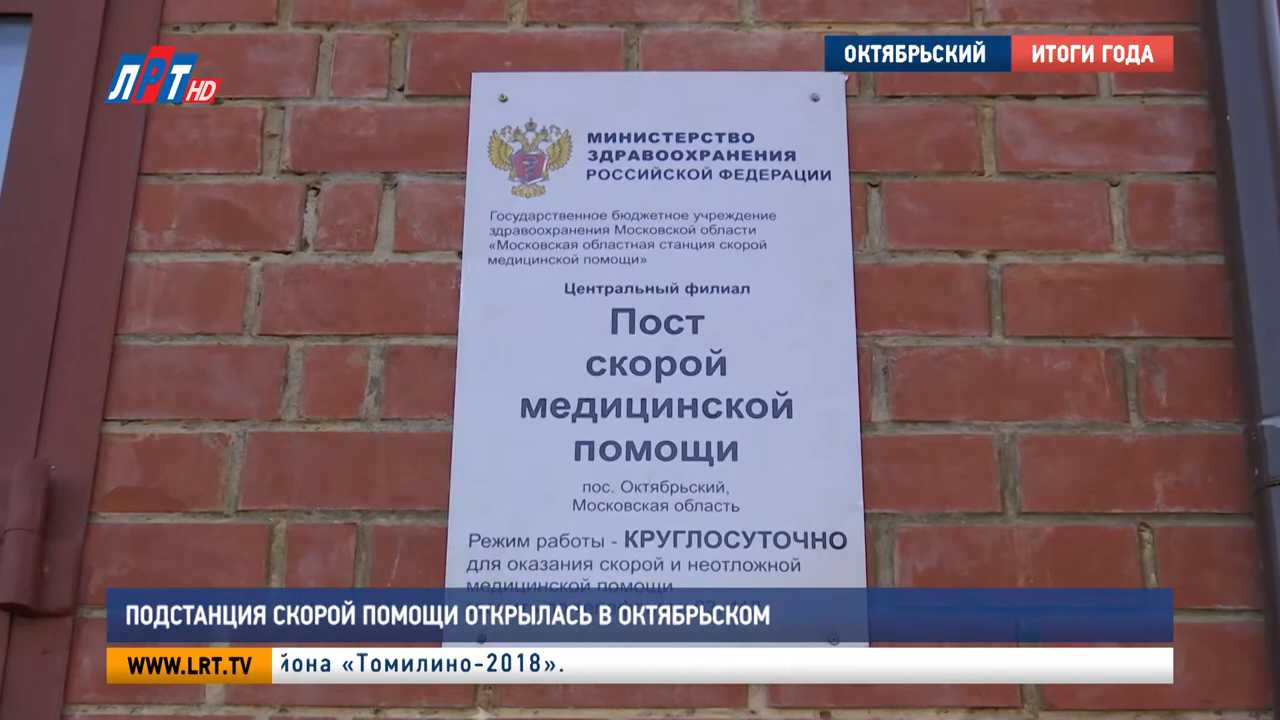 ЛРТ HD
ОКТЯБРЬСКИЙ ИТОГИ ГОДА
МИНИСТЕРСТВО
ЗДРАВООХРАНЕНИЯ
РОССИЙСКОЙ ФЕДЕРАЦИИ
Государственное бюджетное учреждение
здравоохранения Московской области
«Московская областная станция скорой
медицинской помощи»
Центральный филиал
Пост
скорой
медицинской
помощи
пос. Октябрьский,
Московская область
Режим работы - КРУГЛОСУТОЧНО
для оказания скорой и неотложной
медицинской помощи
ПОДСТАНЦИЯ СКОРОЙ ПОМОЩИ ОТКРЫЛАСЬ В ОКТЯБРЬСКОМ
WWW.LRT.TV йона «Томилино-2018».